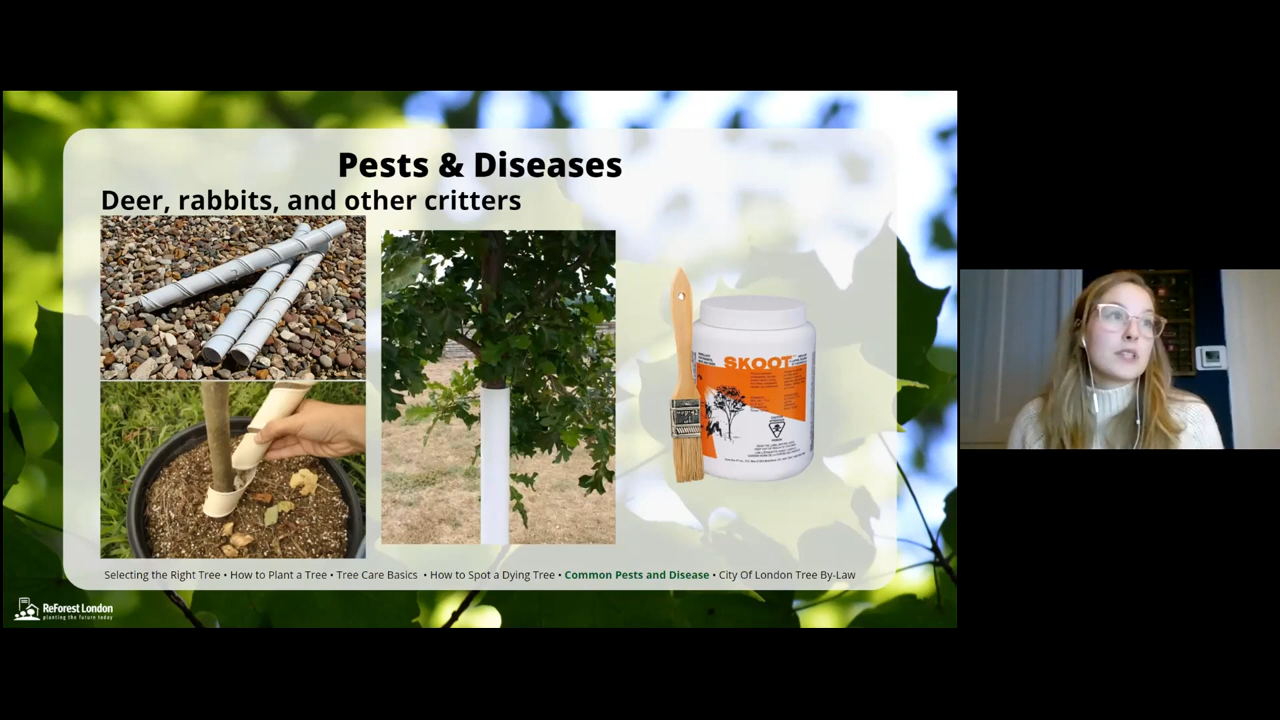 Pests & Diseases
Deer, rabbits, and other critters
SKOOT
Selecting the Right Tree • How to Plant a Tree • Tree Care Basics • How to Spot a Dying Tree • Common Pests and Disease • City Of London Tree By-Law
ReForest London
planting the future today